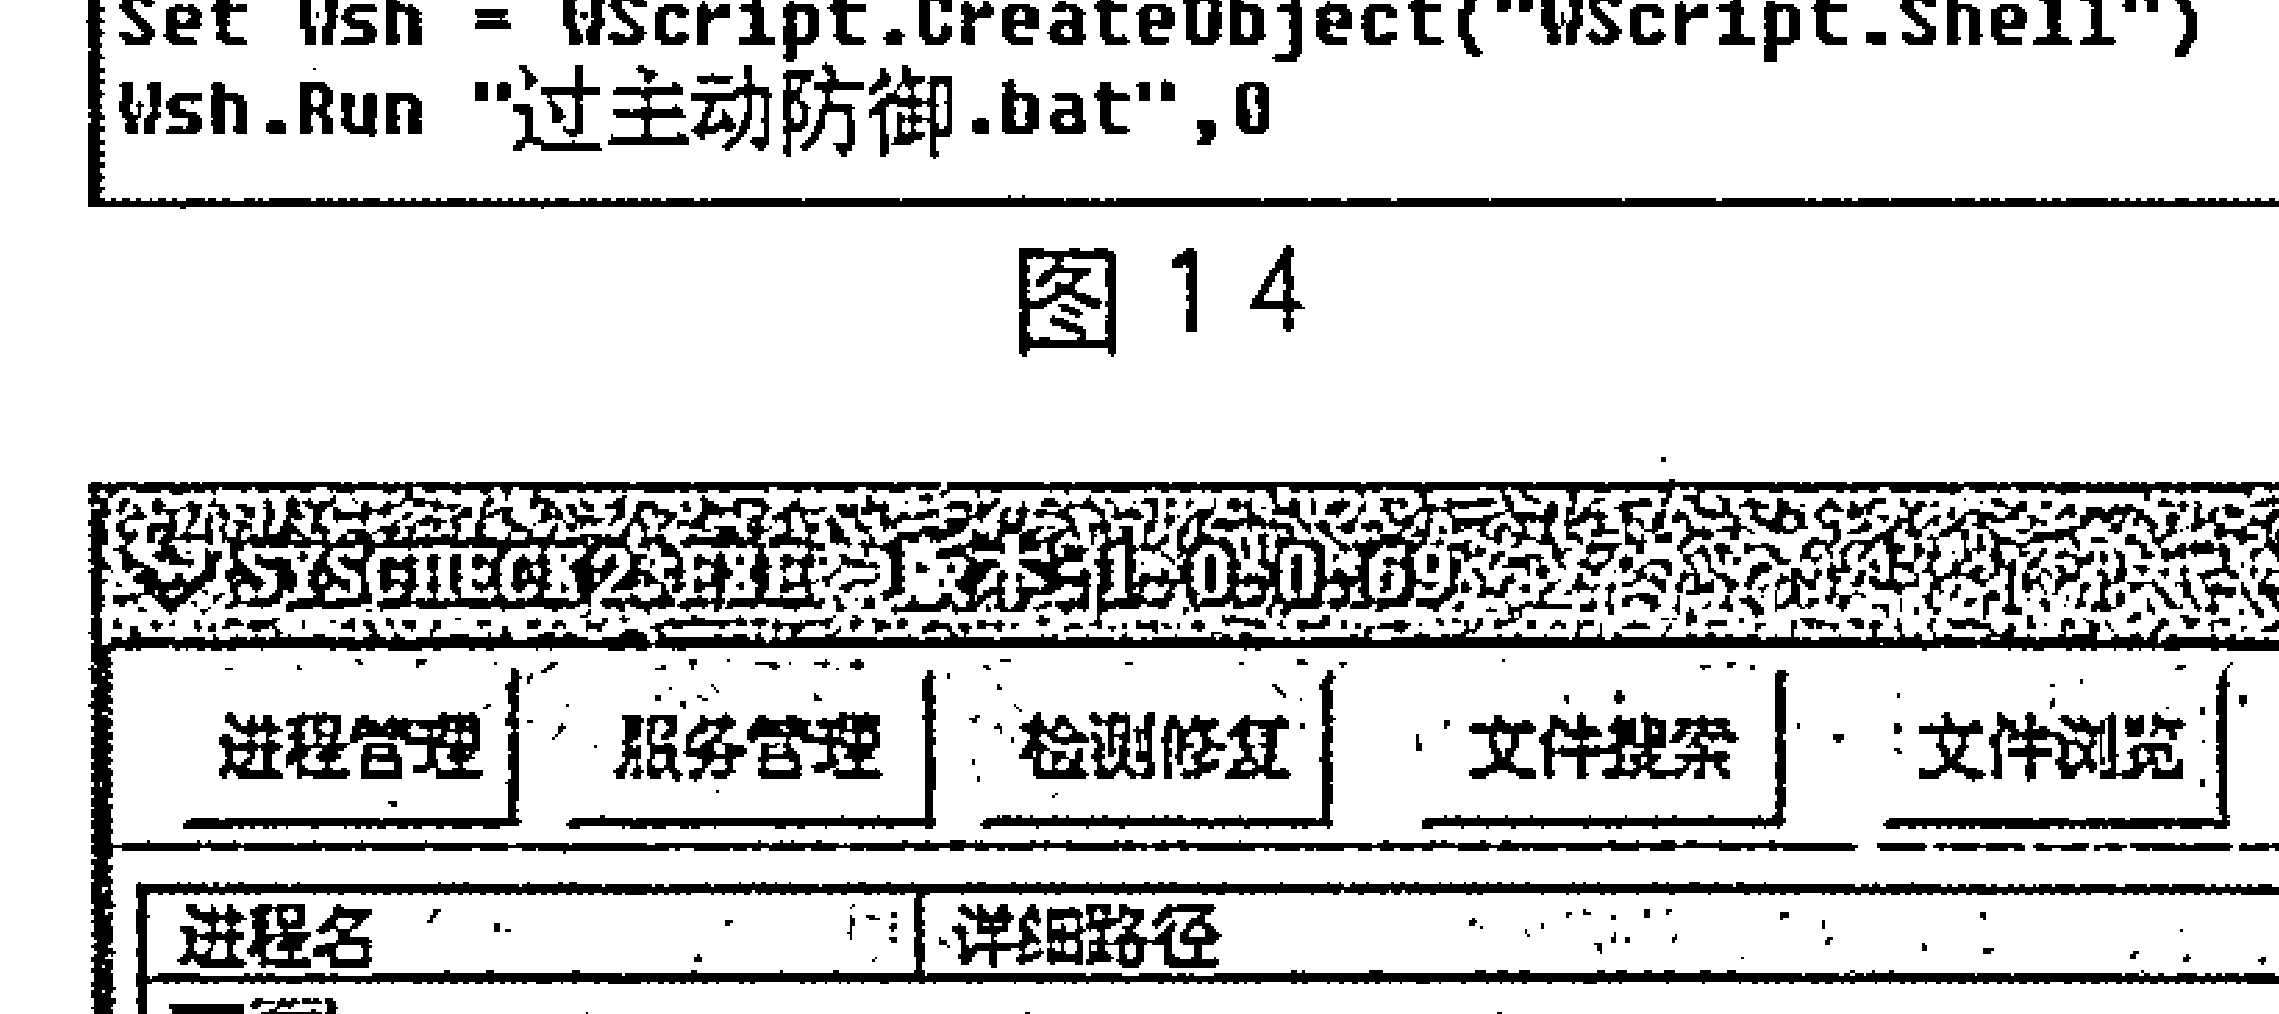 Set Wsh = WScript.CreateObject("WScript.Shell")
Wsh.Run "过主动防御.bat",0
图 14
SYSCHECK2.EXE 版本:1.0.0.69
进程管理 服务管理 检测修复 文件搜索 文件浏览
进程名 详细路径